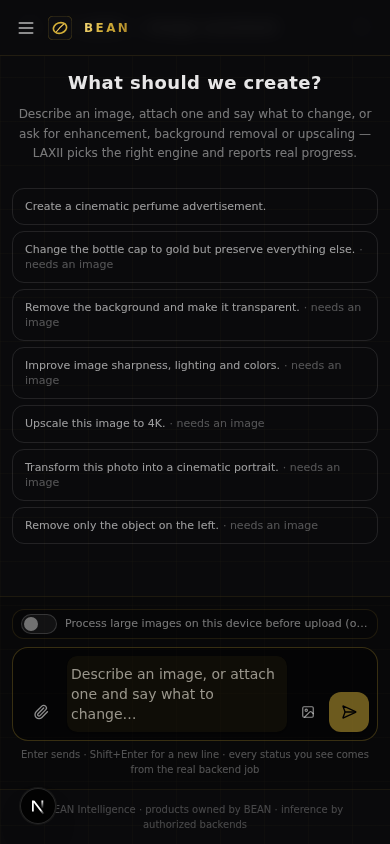 BEAN
What should we create?
Describe an image, attach one and say what to change, or
ask for enhancement, background removal or upscaling —
LAXII picks the right engine and reports real progress.
Create a cinematic perfume advertisement.
Change the bottle cap to gold but preserve everything else. ·
needs an image
Remove the background and make it transparent. · needs an
image
Improve image sharpness, lighting and colors. · needs an
image
Upscale this image to 4K. · needs an image
Transform this photo into a cinematic portrait. · needs an
image
Remove only the object on the left. · needs an image
Process large images on this device before upload (o...
Describe an image, or attach
one and say what to
change...
Enter sends · Shift+Enter for a new line · every status you see comes
from the real backend job
N
EAN Intelligence · products owned by BEAN · inference by
authorized backends